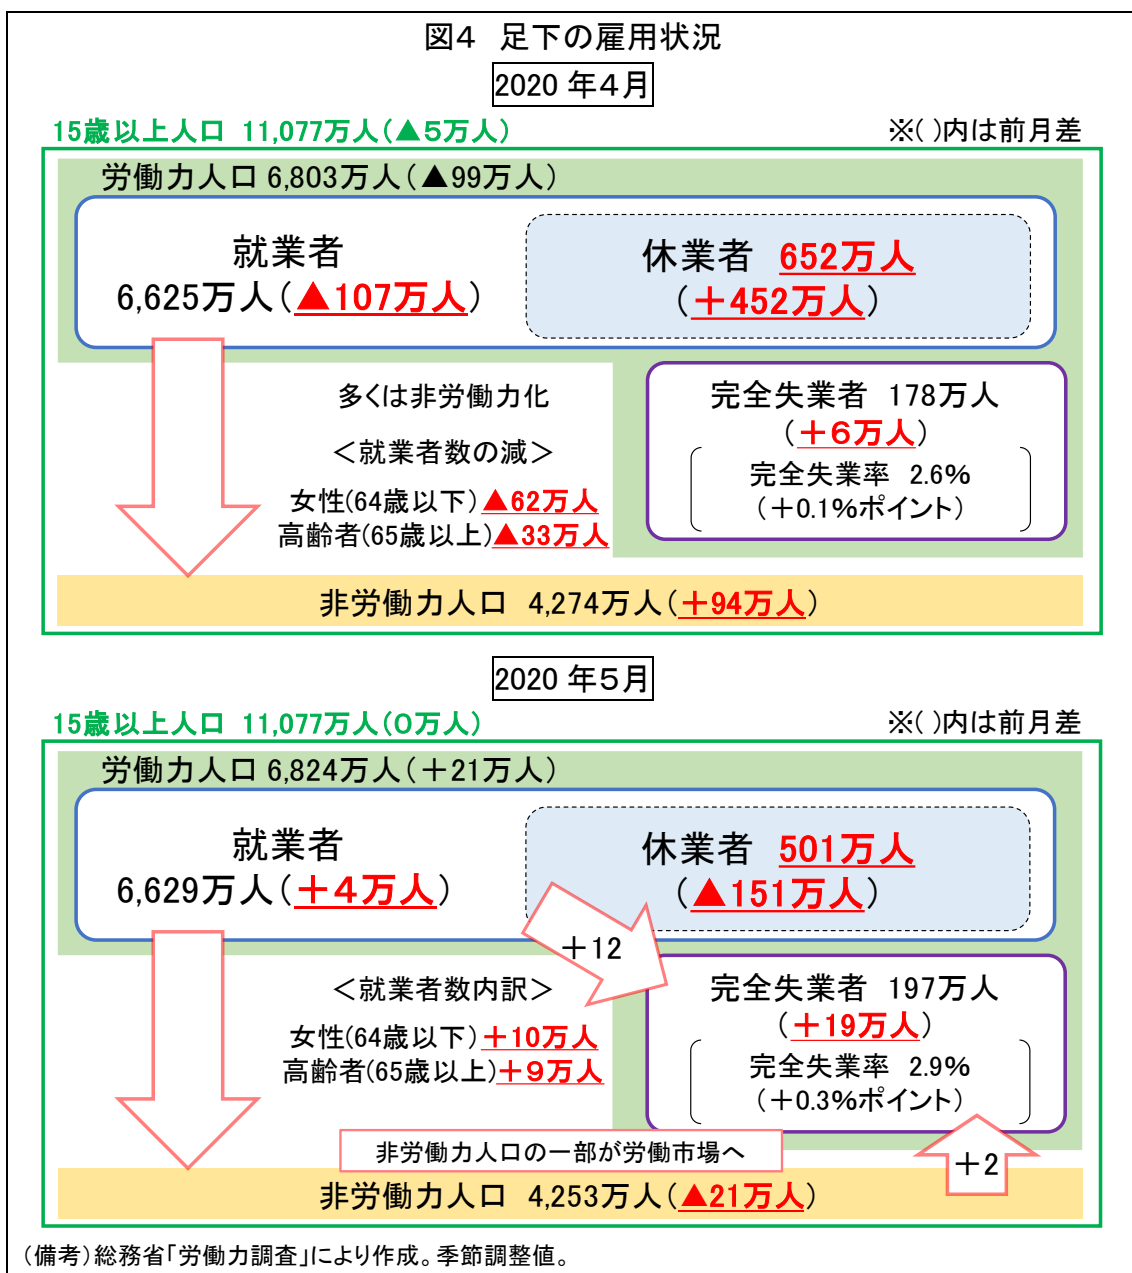 図４　足下の雇用状況
2020 年４月
15歳以上人口 11,077万人(▲５万人)
※( )内は前月差
労働力人口 6,803万人(▲99万人)
就業者
6,625万人(▲107万人)
休業者 652万人
(＋452万人)
多くは非労働力化
＜就業者数の減＞
女性(64歳以下)▲62万人
高齢者(65歳以上)▲33万人
完全失業者 178万人
(＋６万人)
完全失業率 2.6%
(＋0.1%ポイント)
非労働力人口 4,274万人(＋94万人)
2020 年５月
15歳以上人口 11,077万人(０万人)
※( )内は前月差
労働力人口 6,824万人(＋21万人)
就業者
6,629万人(＋４万人)
休業者 501万人
(▲151万人)
＋12
＜就業者数内訳＞
女性(64歳以下)＋10万人
高齢者(65歳以上)＋９万人
完全失業者 197万人
(＋19万人)
完全失業率 2.9%
(＋0.3%ポイント)
非労働力人口の一部が労働市場へ
＋2
非労働力人口 4,253万人(▲21万人)
（備考）総務省「労働力調査」により作成。季節調整値。